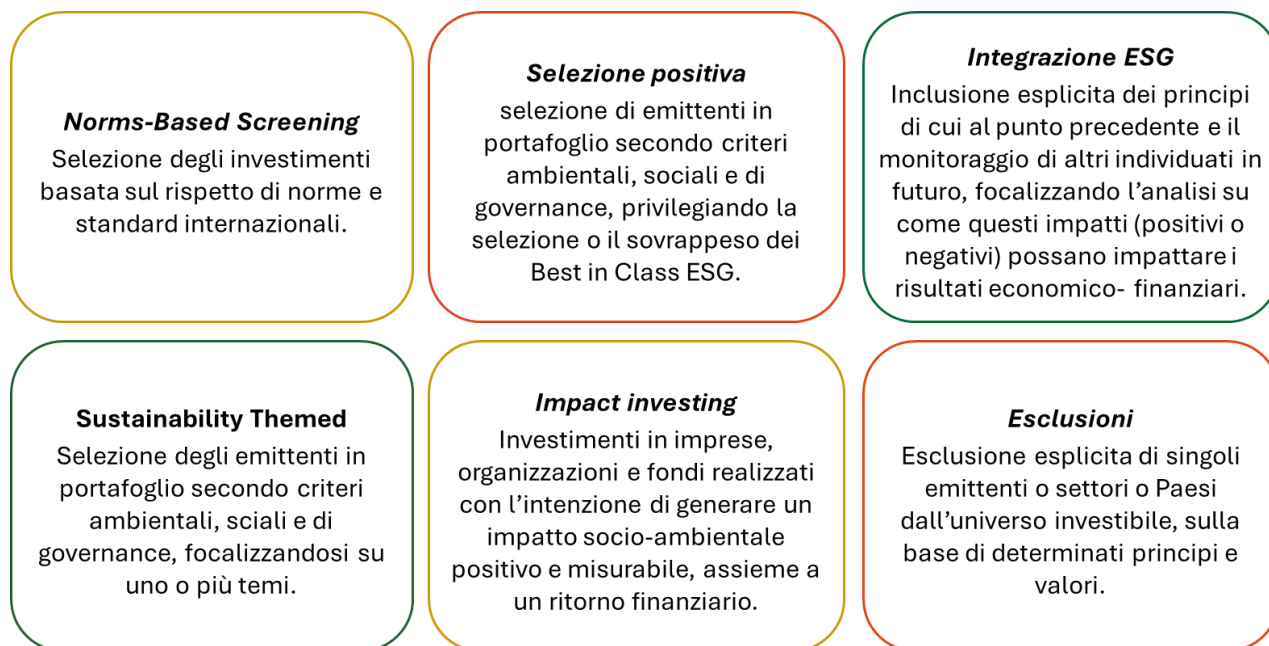 Norms-Based Screening
Selezione degli investimenti
basata sul rispetto di norme e
standard internazionali.
Selezione positiva
selezione di emittenti in
portafoglio secondo criteri
ambientali, sociali e di
governance, privilegiando la
selezione o il sovrappeso dei
Best in Class ESG.
Integrazione ESG
Inclusione esplicita dei principi
di cui al punto precedente e il
monitoraggio di altri individuati in
futuro, focalizzando l’analisi su
come questi impatti (positivi o
negativi) possano impattare i
risultati economico- finanziari.
Sustainability Themed
Selezione degli emittenti in
portafoglio secondo criteri
ambientali, sciali e di
governance, focalizzandosi su
uno o più temi.
Impact investing
Investimenti in imprese,
organizzazioni e fondi realizzati
con l’intenzione di generare un
impatto socio-ambientale
positivo e misurabile, assieme a
un ritorno finanziario.
Esclusioni
Esclusione esplicita di singoli
emittenti o settori o Paesi
dall’universo investibile, sulla
base di determinati principi e
valori.